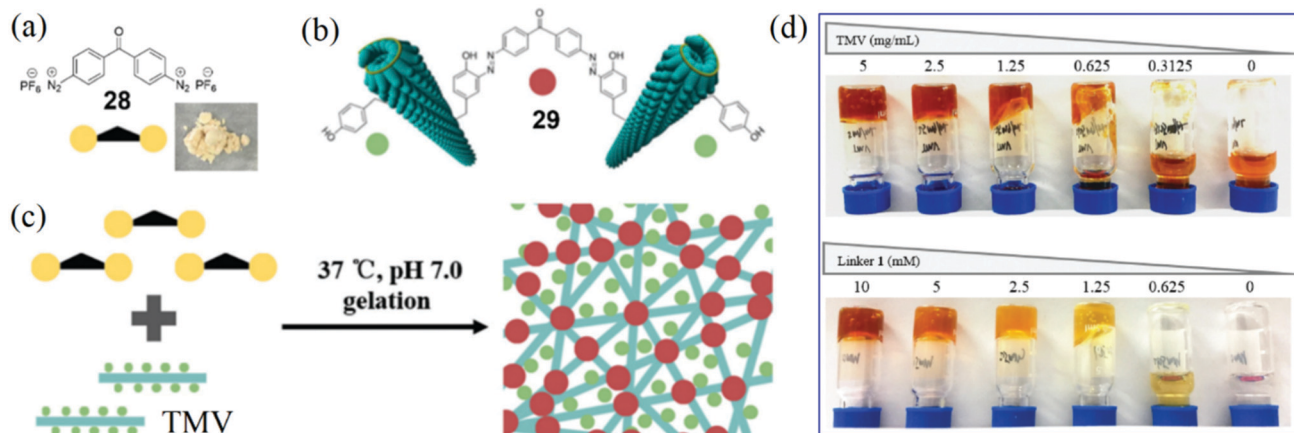 (a)
O
PF6 ⊖
N2 ⊕
⊕ N2
⊖ PF6
28
(b)
O
OH
N
N
N
N
OH
HO
OH
29
(c)
TMV
37 ℃, pH 7.0
gelation
(d)
TMV (mg/mL)
5 2.5 1.25 0.625 0.3125 0
Linker 1 (mM)
10 5 2.5 1.25 0.625 0